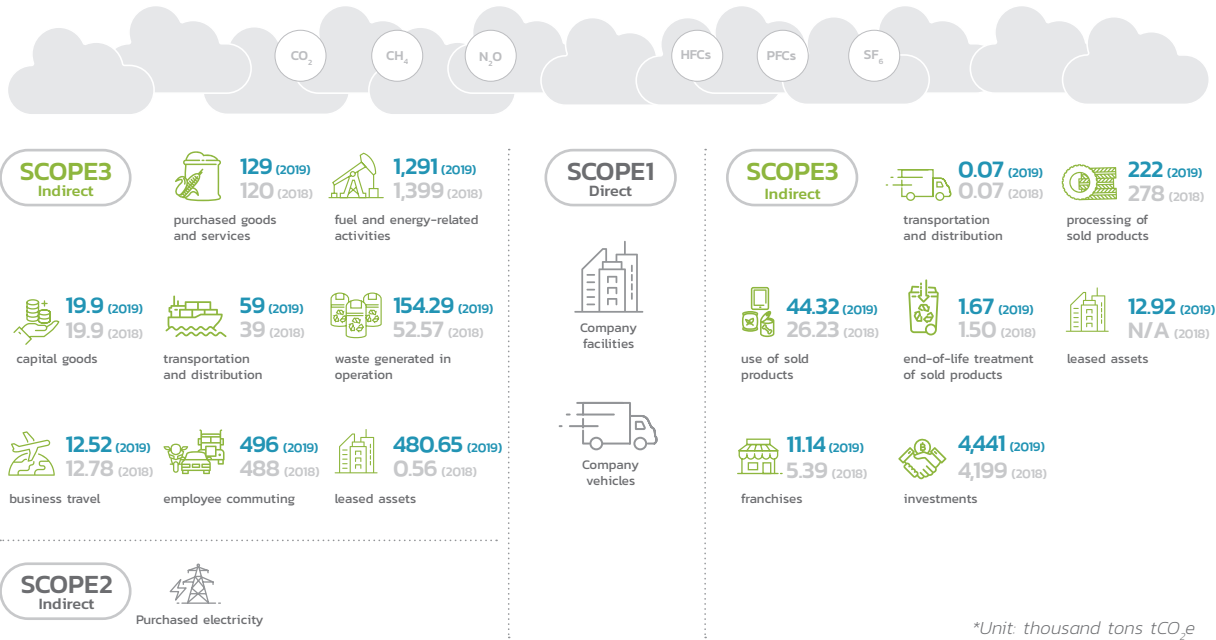 CO2
CH4
N2O
HFCs
PFCs
SF6
SCOPE3
Indirect
129 (2019)
120 (2018)
purchased goods
and services
1,291 (2019)
1,399 (2018)
fuel and energy-related
activities
19.9 (2019)
19.9 (2018)
capital goods
59 (2019)
39 (2018)
transportation
and distribution
154.29 (2019)
52.57 (2018)
waste generated in
operation
12.52 (2019)
12.78 (2018)
business travel
496 (2019)
488 (2018)
employee commuting
480.65 (2019)
0.56 (2018)
leased assets
SCOPE2
Indirect
Purchased electricity
SCOPE1
Direct
Company
facilities
Company
vehicles
SCOPE3
Indirect
0.07 (2019)
0.07 (2018)
transportation
and distribution
222 (2019)
278 (2018)
processing of
sold products
44.32 (2019)
26.23 (2018)
use of sold
products
1.67 (2019)
1.50 (2018)
end-of-life treatment
of sold products
12.92 (2019)
N/A (2018)
leased assets
11.14 (2019)
5.39 (2018)
franchises
4,441 (2019)
4,199 (2018)
investments
*Unit: thousand tons tCO2e